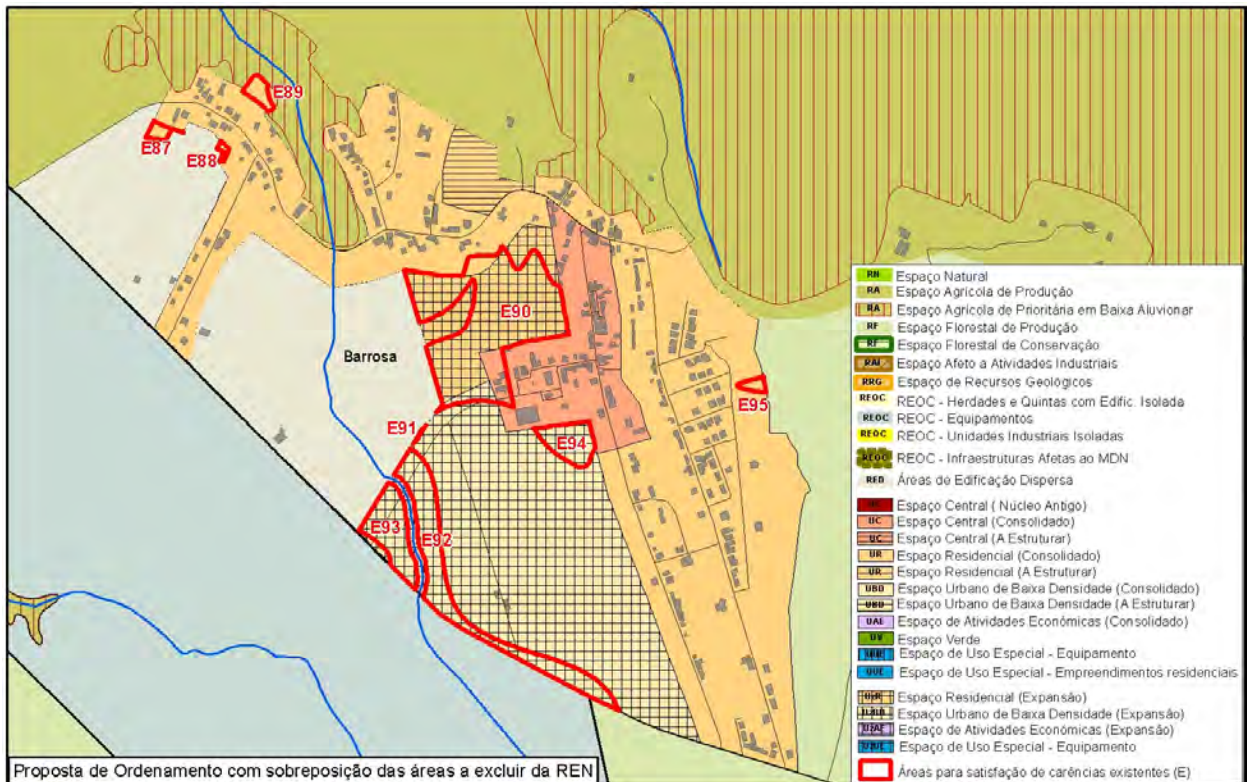 E89
E87
E88
E90
Barrosa
E95
E91
E94
E93
E92
RN Espaço Natural
RA Espaço Agrícola de Produção
RA Espaço Agrícola de Prioritária em Baixa Aluvionar
RF Espaço Florestal de Produção
RF Espaço Florestal de Conservação
RAI Espaço Afeto a Atividades Industriais
RRG Espaço de Recursos Geológicos
REOC REOC - Herdades e Quintas com Edific. Isolada
REOC REOC - Equipamentos
REOC REOC - Unidades Industriais Isoladas
REOC REOC - Infraestruturas Afetas ao MDN
RED Áreas de Edificação Dispersa
UC Espaço Central ( Núcleo Antigo)
UC Espaço Central (Consolidado)
UC Espaço Central (A Estruturar)
UR Espaço Residencial (Consolidado)
UR Espaço Residencial (A Estruturar)
UBD Espaço Urbano de Baixa Densidade (Consolidado)
UBD Espaço Urbano de Baixa Densidade (A Estruturar)
UAE Espaço de Atividades Económicas (Consolidado)
UV Espaço Verde
Espaço de Uso Especial - Equipamento
UUE Espaço de Uso Especial - Empreendimentos residenciais
Espaço Residencial (Expansão)
Espaço Urbano de Baixa Densidade (Expansão)
Espaço de Atividades Económicas (Expansão)
Espaço de Uso Especial - Equipamento
Áreas para satisfação de carências existentes (E)
Proposta de Ordenamento com sobreposição das áreas a excluir da REN